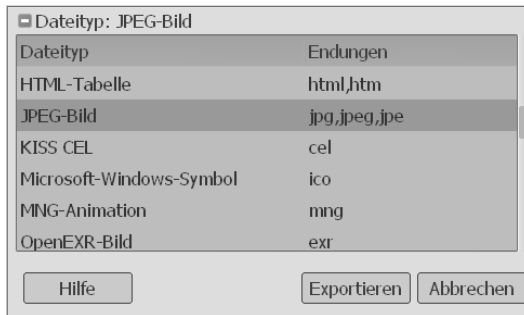 Dateityp: JPEG-Bild
Dateityp Endungen
HTML-Tabelle html,htm
JPEG-Bild jpg,jpeg,jpe
KISS CEL cel
Microsoft-Windows-Symbol ico
MNG-Animation mng
OpenEXR-Bild exr
Hilfe Exportieren Abbrechen